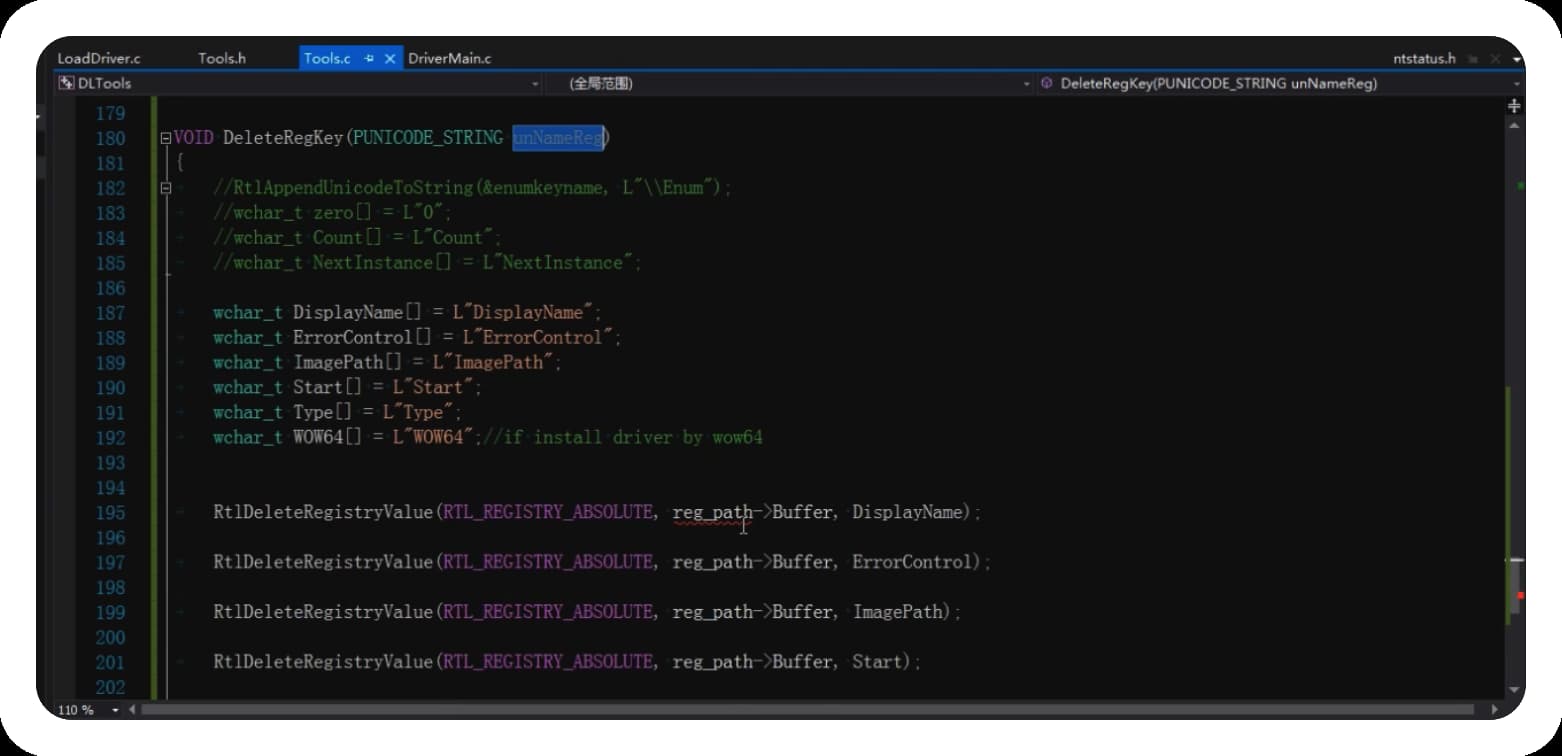 LoadDriver.c Tools.h Tools.c DriverMain.c ntstatus.h
DLTools (全局范围) DeleteRegKey(PUNICODE_STRING unNameReg)
179
180 VOID DeleteRegKey(PUNICODE_STRING unNameReg)
181 {
182 //RtlAppendUnicodeToString(&enumkeyname, L"\\Enum");
183 //wchar_t zero[] = L"0";
184 //wchar_t Count[] = L"Count";
185 //wchar_t NextInstance[] = L"NextInstance";
186
187 wchar_t DisplayName[] = L"DisplayName";
188 wchar_t ErrorControl[] = L"ErrorControl";
189 wchar_t ImagePath[] = L"ImagePath";
190 wchar_t Start[] = L"Start";
191 wchar_t Type[] = L"Type";
192 wchar_t WOW64[] = L"WOW64";//if install driver by wow64
193
194
195 RtlDeleteRegistryValue(RTL_REGISTRY_ABSOLUTE, reg_path->Buffer, DisplayName);
196
197 RtlDeleteRegistryValue(RTL_REGISTRY_ABSOLUTE, reg_path->Buffer, ErrorControl);
198
199 RtlDeleteRegistryValue(RTL_REGISTRY_ABSOLUTE, reg_path->Buffer, ImagePath);
200
201 RtlDeleteRegistryValue(RTL_REGISTRY_ABSOLUTE, reg_path->Buffer, Start);
202
110 %